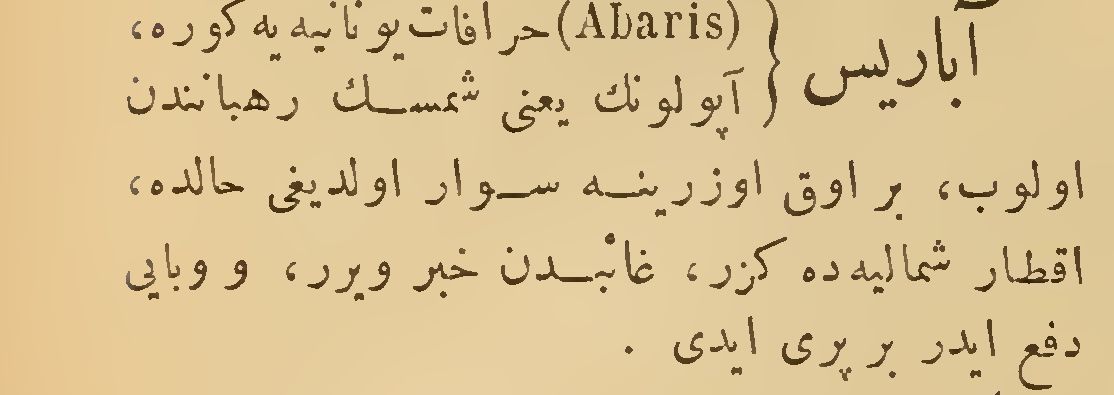 آباریس (Abaris) خرافات یونانیه یه کوره،
آپولونك یعنی شمسك رهبانندن
اولوب، بر اوق اوزرینه سوار اولدیغی حالده،
اقطار شمالیه ده کزر، غائبدن خبر ویرر، و وبایی
دفع ایدر بر پری ایدی .